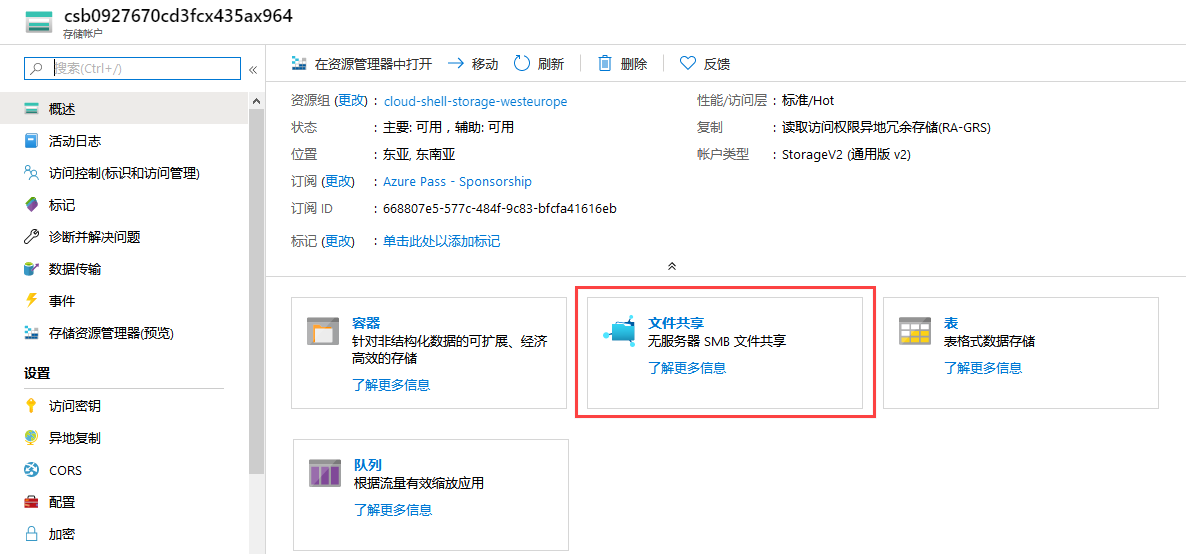 csb0927670cd3fcx435ax964
存储帐户
搜索(Ctrl+/)
«
概述
活动日志
访问控制(标识和访问管理)
标记
诊断并解决问题
数据传输
事件
存储资源管理器(预览)
设置
访问密钥
异地复制
CORS
配置
加密
在资源管理器中打开 移动 刷新 删除 反馈
资源组 (更改) : cloud-shell-storage-westeurope
状态 : 主要: 可用，辅助: 可用
位置 : 东亚, 东南亚
订阅 (更改) : Azure Pass - Sponsorship
订阅 ID : 668807e5-577c-484f-9c83-bfcfa41616eb
标记 (更改) : 单击此处以添加标记
性能/访问层 : 标准/Hot
复制 : 读取访问权限异地冗余存储(RA-GRS)
帐户类型 : StorageV2 (通用版 v2)
容器
针对非结构化数据的可扩展、经济
高效的存储
了解更多信息
文件共享
无服务器 SMB 文件共享
了解更多信息
表
表格式数据存储
了解更多信息
队列
根据流量有效缩放应用
了解更多信息